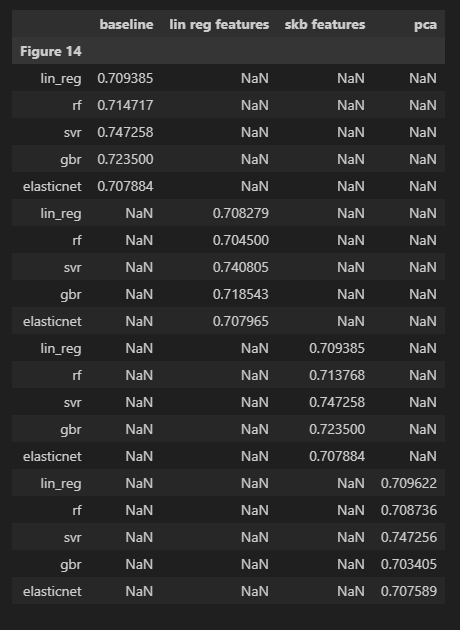 baseline lin reg features skb features pca
Figure 14
lin_reg 0.709385 NaN NaN NaN
rf 0.714717 NaN NaN NaN
svr 0.747258 NaN NaN NaN
gbr 0.723500 NaN NaN NaN
elasticnet 0.707884 NaN NaN NaN
lin_reg NaN 0.708279 NaN NaN
rf NaN 0.704500 NaN NaN
svr NaN 0.740805 NaN NaN
gbr NaN 0.718543 NaN NaN
elasticnet NaN 0.707965 NaN NaN
lin_reg NaN NaN 0.709385 NaN
rf NaN NaN 0.713768 NaN
svr NaN NaN 0.747258 NaN
gbr NaN NaN 0.723500 NaN
elasticnet NaN NaN 0.707884 NaN
lin_reg NaN NaN NaN 0.709622
rf NaN NaN NaN 0.708736
svr NaN NaN NaN 0.747256
gbr NaN NaN NaN 0.703405
elasticnet NaN NaN NaN 0.707589